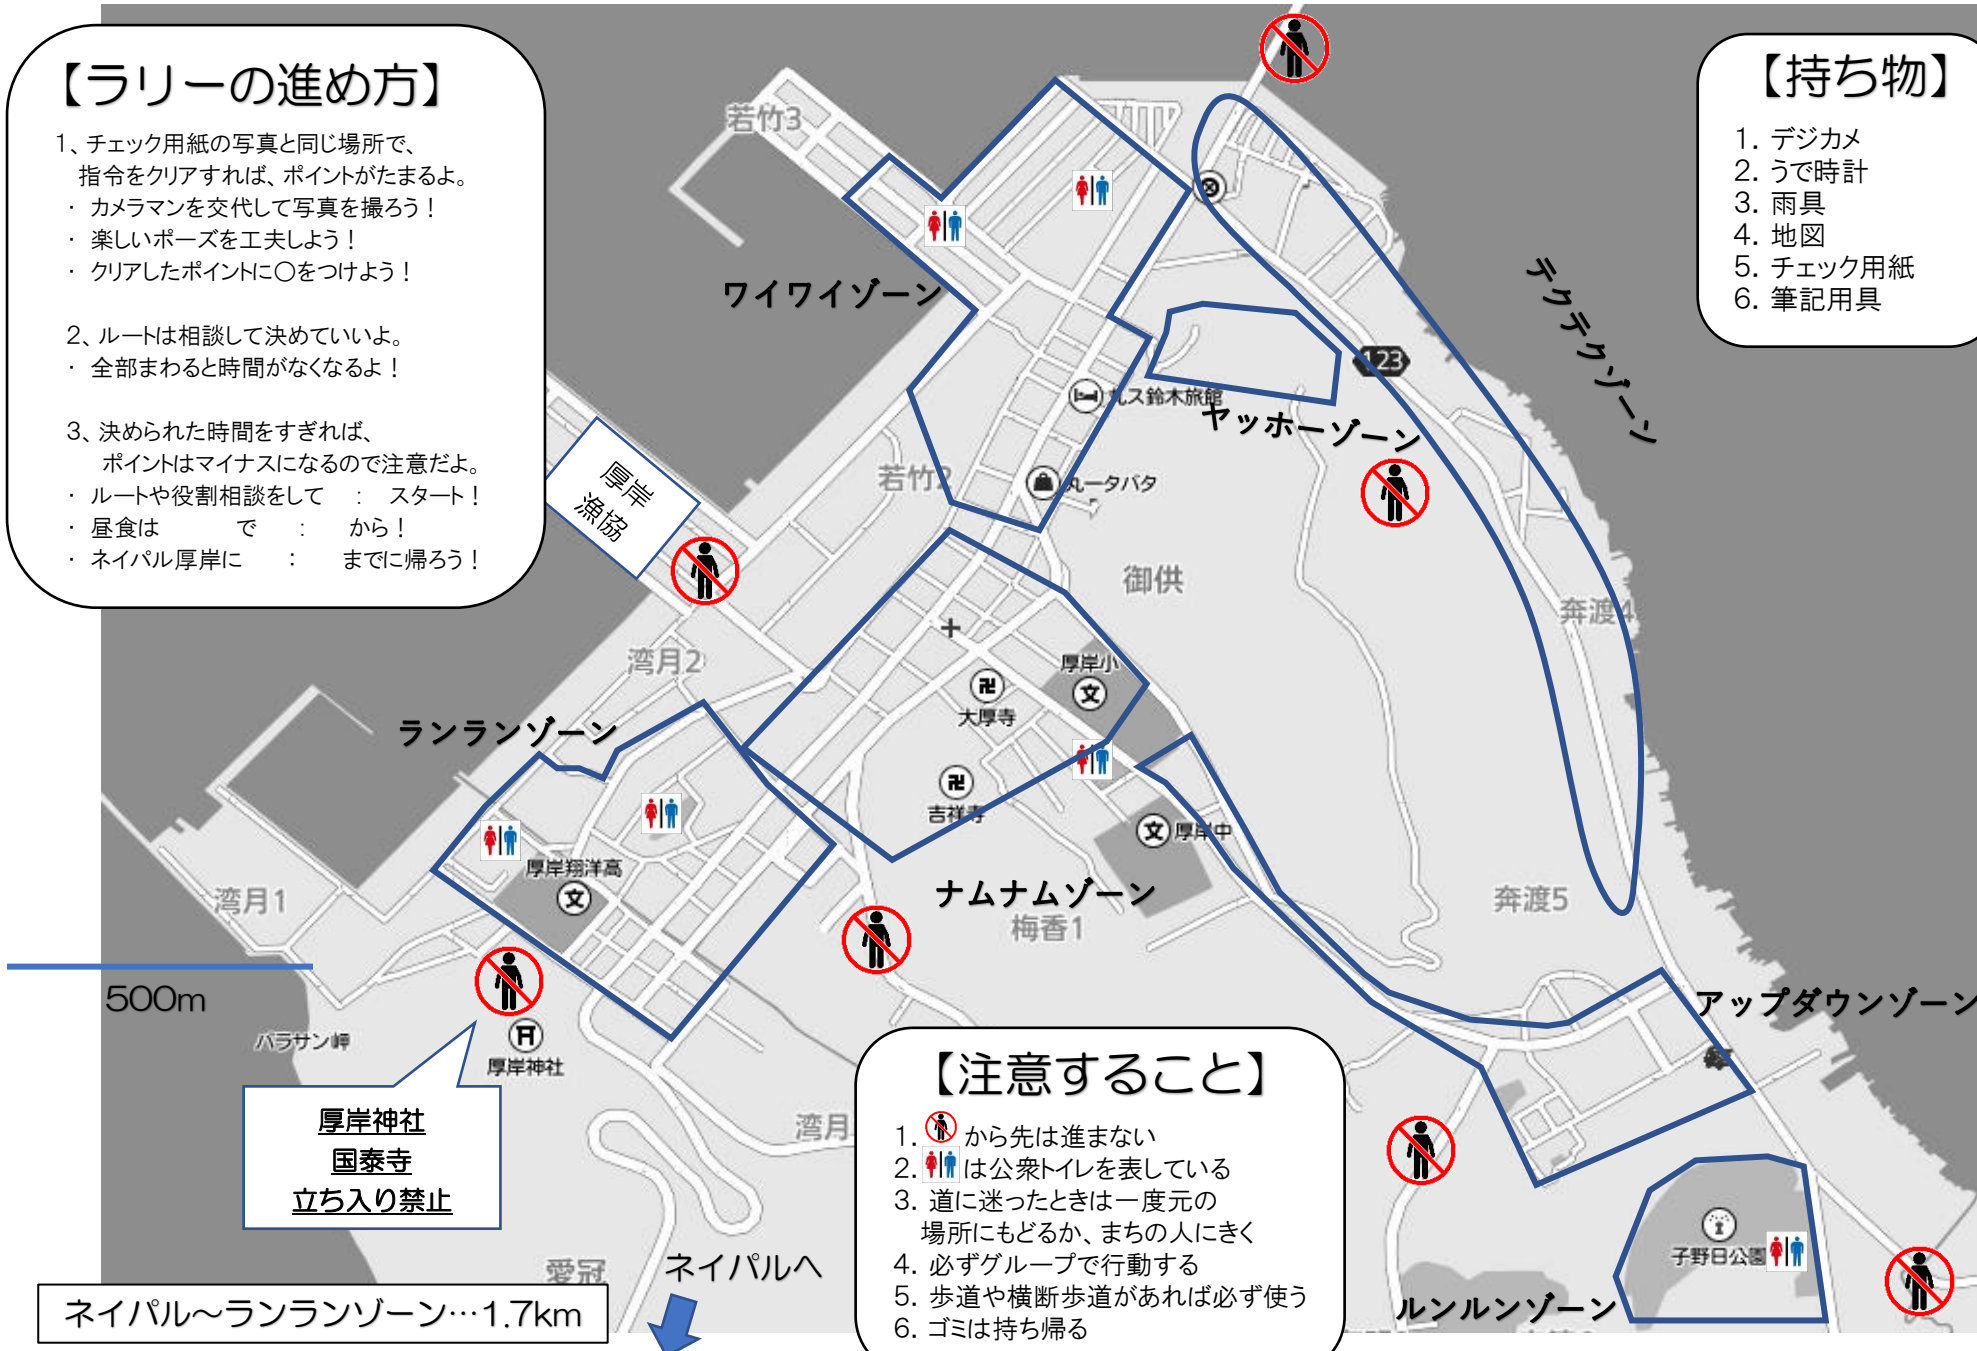 【ラリーの進め方】
1、チェック用紙の写真と同じ場所で、
指令をクリアすれば、ポイントがたまるよ。
・ カメラマンを交代して写真を撮ろう！
・ 楽しいポーズを工夫しよう！
・ クリアしたポイントに〇をつけよう！
2、ルートは相談して決めていいよ。
・ 全部まわると時間がなくなるよ！
3、決められた時間をすぎれば、
ポイントはマイナスになるので注意だよ。
・ ルートや役割相談をして ： スタート！
・ 昼食は で ： から！
・ ネイパル厚岸に ： までに帰ろう！
【持ち物】
1. デジカメ
2. うで時計
3. 雨具
4. 地図
5. チェック用紙
6. 筆記用具
若竹3
ワイワイゾーン
テクテクゾーン
123
丸ス鈴木旅館
ヤッホーゾーン
厚岸
漁協
若竹2
丸一タバタ
御供
奔渡4
湾月2
厚岸小
文
大厚寺
ランランゾーン
吉祥寺
文
厚岸中
厚岸翔洋高
文
湾月1
ナムナムゾーン
梅香1
奔渡5
500m
アップダウンゾーン
バラサン岬
厚岸神社
厚岸神社
国泰寺
立ち入り禁止
湾月
【注意すること】
1. から先は進まない
2. は公衆トイレを表している
3. 道に迷ったときは一度元の
場所にもどるか、まちの人にきく
4. 必ずグループで行動する
5. 歩道や横断歩道があれば必ず使う
6. ゴミは持ち帰る
子野日公園
愛冠
ネイパルへ
ルンルンゾーン
ネイパル～ランランゾーン…1.7km